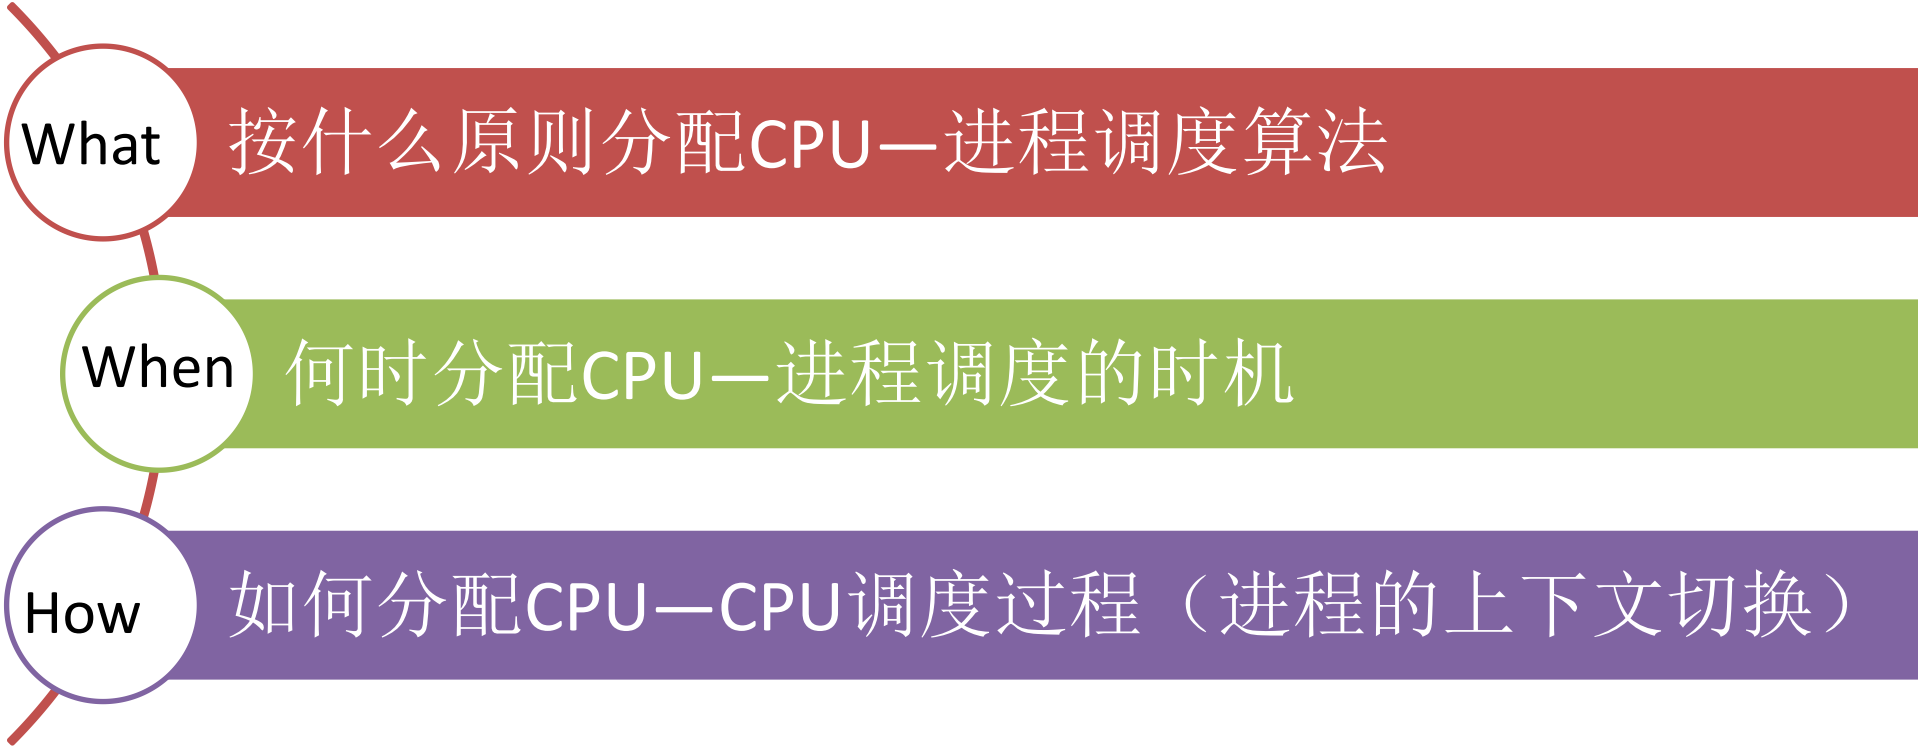 What
按什么原则分配CPU—进程调度算法
When
何时分配CPU—进程调度的时机
How
如何分配CPU—CPU调度过程（进程的上下文切换）